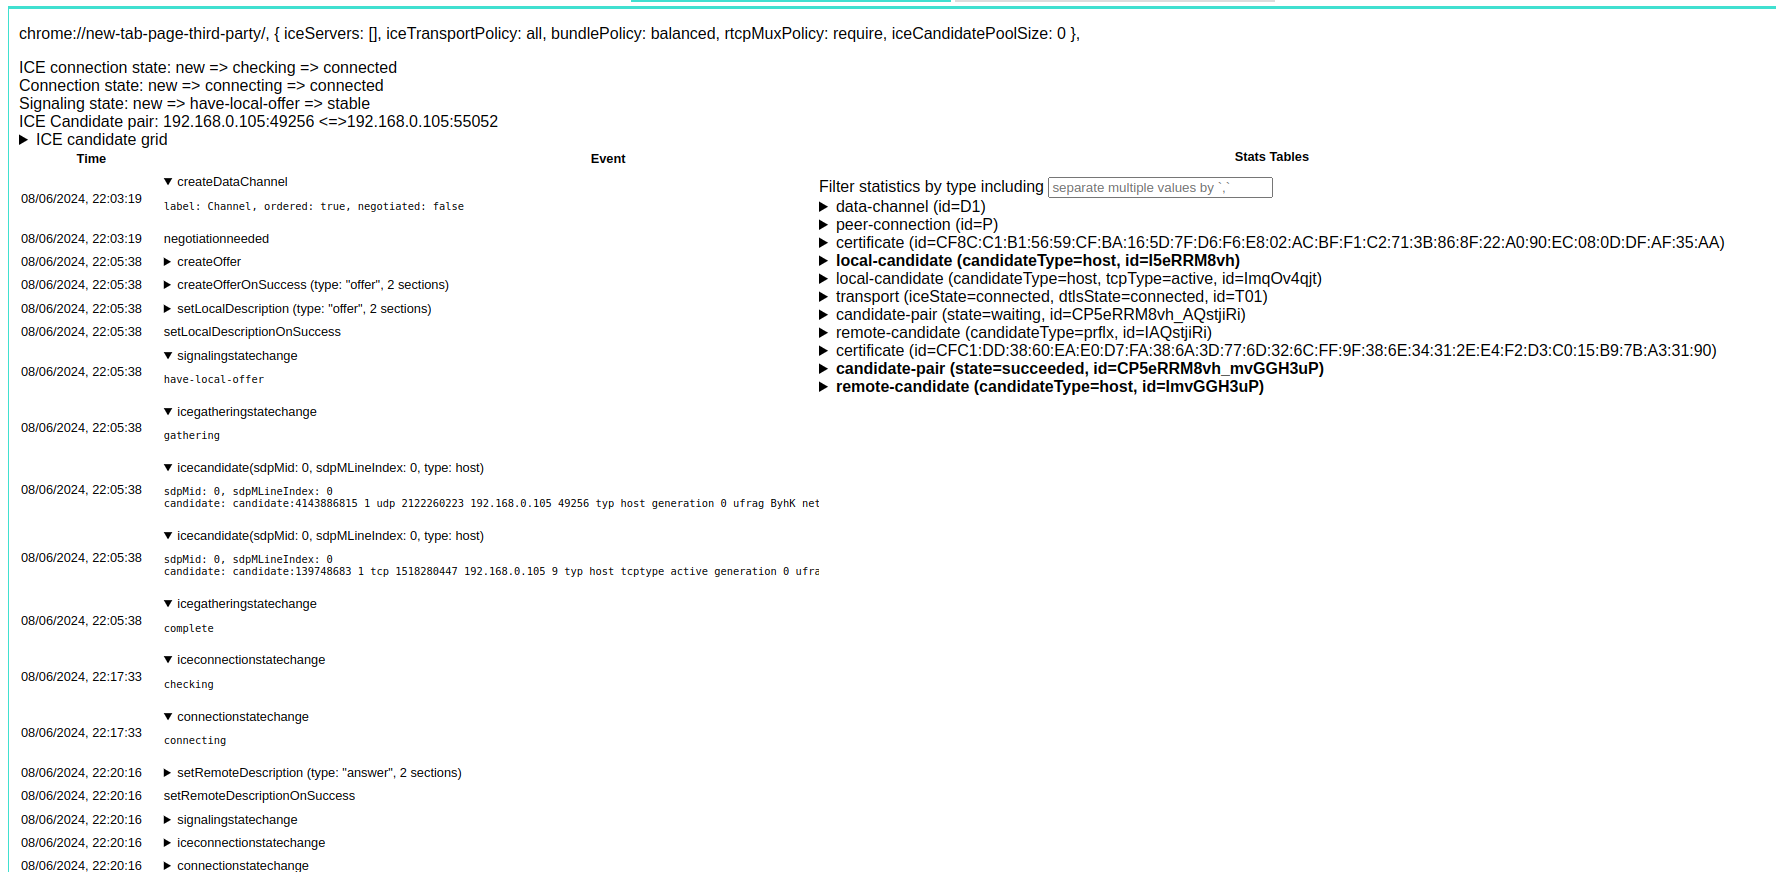 chrome://new-tab-page-third-party/, { iceServers: [], iceTransportPolicy: all, bundlePolicy: balanced, rtcpMuxPolicy: require, iceCandidatePoolSize: 0 },
ICE connection state: new => checking => connected
Connection state: new => connecting => connected
Signaling state: new => have-local-offer => stable
ICE Candidate pair: 192.168.0.105:49256 <=>192.168.0.105:55052
▶ ICE candidate grid
Time Event
08/06/2024, 22:03:19 ▼ createDataChannel
label: Channel, ordered: true, negotiated: false
08/06/2024, 22:03:19 negotiationneeded
08/06/2024, 22:05:38 ▶ createOffer
08/06/2024, 22:05:38 ▶ createOfferOnSuccess (type: "offer", 2 sections)
08/06/2024, 22:05:38 ▶ setLocalDescription (type: "offer", 2 sections)
08/06/2024, 22:05:38 setLocalDescriptionOnSuccess
08/06/2024, 22:05:38 ▼ signalingstatechange
have-local-offer
08/06/2024, 22:05:38 ▼ icegatheringstatechange
gathering
08/06/2024, 22:05:38 ▼ icecandidate(sdpMid: 0, sdpMLineIndex: 0, type: host)
sdpMid: 0, sdpMLineIndex: 0
candidate: candidate:4143886815 1 udp 2122260223 192.168.0.105 49256 typ host generation 0 ufrag ByhK net
08/06/2024, 22:05:38 ▼ icecandidate(sdpMid: 0, sdpMLineIndex: 0, type: host)
sdpMid: 0, sdpMLineIndex: 0
candidate: candidate:139748683 1 tcp 1518280447 192.168.0.105 9 typ host tcptype active generation 0 ufra
08/06/2024, 22:05:38 ▼ icegatheringstatechange
complete
08/06/2024, 22:17:33 ▼ iceconnectionstatechange
checking
08/06/2024, 22:17:33 ▼ connectionstatechange
connecting
08/06/2024, 22:20:16 ▶ setRemoteDescription (type: "answer", 2 sections)
08/06/2024, 22:20:16 setRemoteDescriptionOnSuccess
08/06/2024, 22:20:16 ▶ signalingstatechange
08/06/2024, 22:20:16 ▶ iceconnectionstatechange
08/06/2024, 22:20:16 ▶ connectionstatechange
Stats Tables
Filter statistics by type including separate multiple values by `,`
▶ data-channel (id=D1)
▶ peer-connection (id=P)
▶ certificate (id=CF8C:C1:B1:56:59:CF:BA:16:5D:7F:D6:F6:E8:02:AC:BF:F1:C2:71:3B:86:8F:22:A0:90:EC:08:0D:DF:AF:35:AA)
▶ local-candidate (candidateType=host, id=I5eRRM8vh)
▶ local-candidate (candidateType=host, tcpType=active, id=ImqOv4qjt)
▶ transport (iceState=connected, dtlsState=connected, id=T01)
▶ candidate-pair (state=waiting, id=CP5eRRM8vh_AQstjiRi)
▶ remote-candidate (candidateType=prflx, id=IAQstjiRi)
▶ certificate (id=CFC1:DD:38:60:EA:E0:D7:FA:38:6A:3D:77:6D:32:6C:FF:9F:38:6E:34:31:2E:E4:F2:D3:C0:15:B9:7B:A3:31:90)
▶ candidate-pair (state=succeeded, id=CP5eRRM8vh_mvGGH3uP)
▶ remote-candidate (candidateType=host, id=ImvGGH3uP)